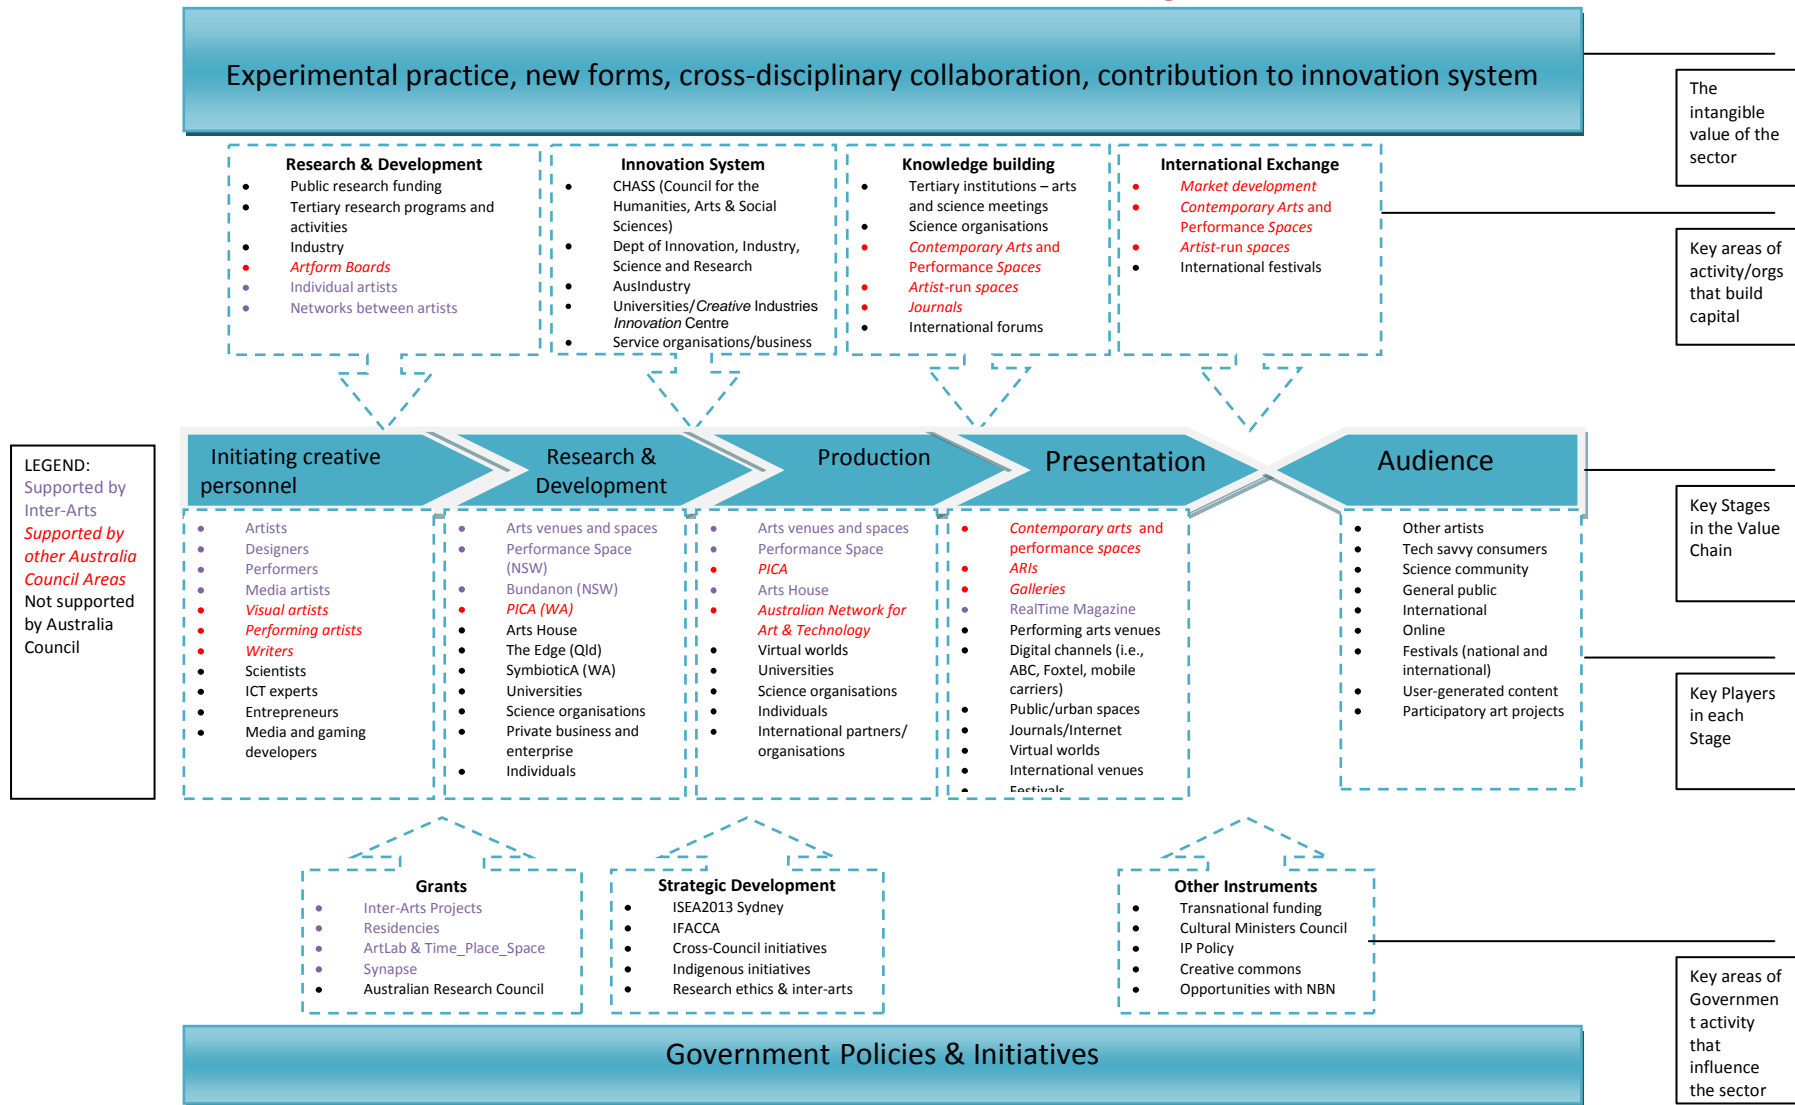 Experimental practice, new forms, cross-disciplinary collaboration, contribution to innovation system
The
intangible
value of the
sector
Research & Development
Public research funding
Tertiary research programs and
activities
Industry
Artform Boards
Individual artists
Networks between artists
Innovation System
CHASS (Council for the
Humanities, Arts & Social
Sciences)
Dept of Innovation, Industry,
Science and Research
AusIndustry
Universities/Creative Industries
Innovation Centre
Service organisations/business
Knowledge building
Tertiary institutions – arts
and science meetings
Science organisations
Contemporary Arts and
Performance Spaces
Artist-run spaces
Journals
International forums
International Exchange
Market development
Contemporary Arts and
Performance Spaces
Artist-run spaces
International festivals
Key areas of
activity/orgs
that build
capital
LEGEND:
Supported by
Inter-Arts
Supported by
other Australia
Council Areas
Not supported
by Australia
Council
Initiating creative
personnel
Research &
Development
Production
Presentation
Audience
Key Stages
in the Value
Chain
Artists
Designers
Performers
Media artists
Visual artists
Performing artists
Writers
Scientists
ICT experts
Entrepreneurs
Media and gaming
developers
Arts venues and spaces
Performance Space
(NSW)
Bundanon (NSW)
PICA (WA)
Arts House
The Edge (Qld)
SymbioticA (WA)
Universities
Science organisations
Private business and
enterprise
Individuals
Arts venues and spaces
Performance Space
PICA
Arts House
Australian Network for
Art & Technology
Virtual worlds
Universities
Science organisations
Individuals
International partners/
organisations
Contemporary arts and
performance spaces
ARIs
Galleries
RealTime Magazine
Performing arts venues
Digital channels (i.e.,
ABC, Foxtel, mobile
carriers)
Public/urban spaces
Journals/Internet
Virtual worlds
International venues
Festivals
Other artists
Tech savvy consumers
Science community
General public
International
Online
Festivals (national and
international)
User-generated content
Participatory art projects
Key Players
in each
Stage
Grants
Inter-Arts Projects
Residencies
ArtLab & Time_Place_Space
Synapse
Australian Research Council
Strategic Development
ISEA2013 Sydney
IFACCA
Cross-Council initiatives
Indigenous initiatives
Research ethics & inter-arts
Other Instruments
Transnational funding
Cultural Ministers Council
IP Policy
Creative commons
Opportunities with NBN
Key areas of
Governmen
t activity
that
influence
the sector
Government Policies & Initiatives